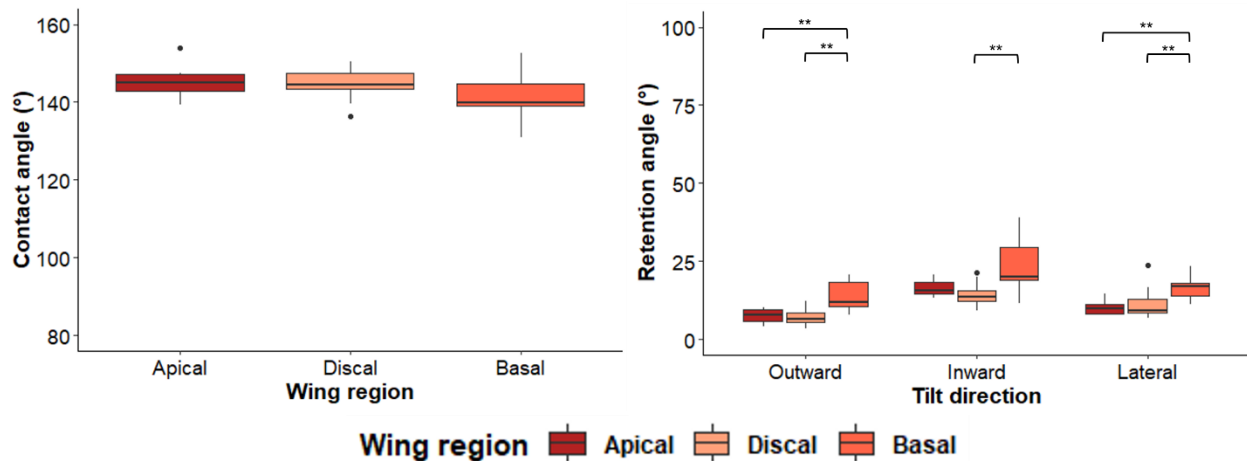 Contact angle (°)
160
140
120
100
80
Apical Discal Basal
Wing region
Retention angle (°)
100
75
50
25
0
** ** ** ** **
Outward Inward Lateral
Tilt direction
Wing region Apical Discal Basal